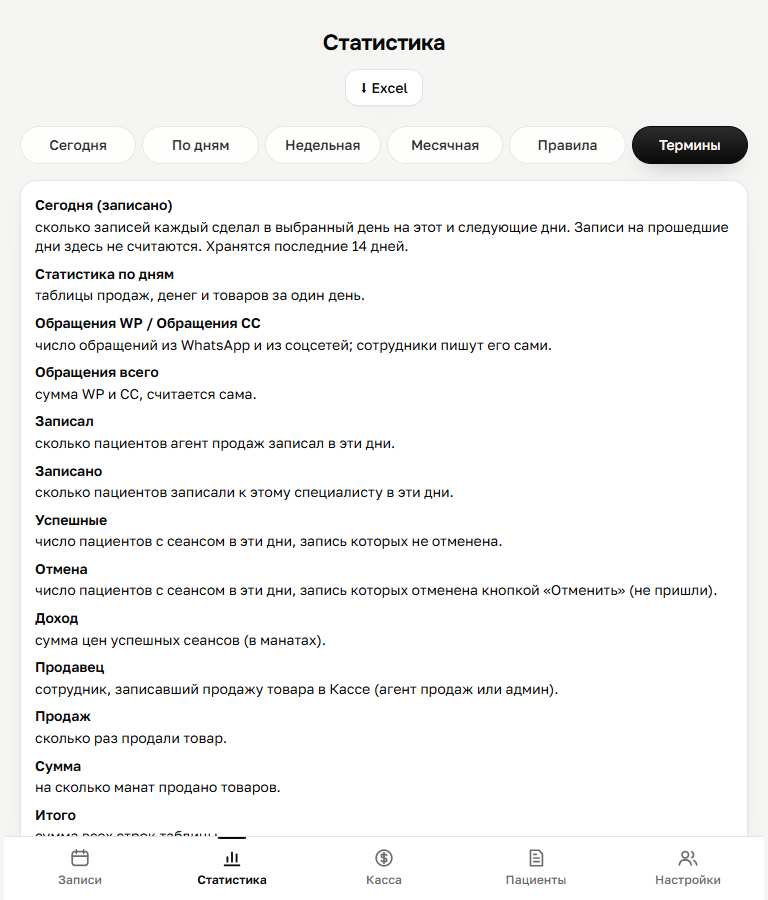 Статистика
⭳ Excel
Сегодня
По дням
Недельная
Месячная
Правила
Термины
Сегодня (записано)
сколько записей каждый сделал в выбранный день на этот и следующие дни. Записи на прошедшие
дни здесь не считаются. Хранятся последние 14 дней.
Статистика по дням
таблицы продаж, денег и товаров за один день.
Обращения WP / Обращения СС
число обращений из WhatsApp и из соцсетей; сотрудники пишут его сами.
Обращения всего
сумма WP и СС, считается сама.
Записал
сколько пациентов агент продаж записал в эти дни.
Записано
сколько пациентов записали к этому специалисту в эти дни.
Успешные
число пациентов с сеансом в эти дни, запись которых не отменена.
Отмена
число пациентов с сеансом в эти дни, запись которых отменена кнопкой «Отменить» (не пришли).
Доход
сумма цен успешных сеансов (в манатах).
Продавец
сотрудник, записавший продажу товара в Кассе (агент продаж или админ).
Продаж
сколько раз продали товар.
Сумма
на сколько манат продано товаров.
Итого
сумма всех строк таблицы
Записи
Статистика
Касса
Пациенты
Настройки